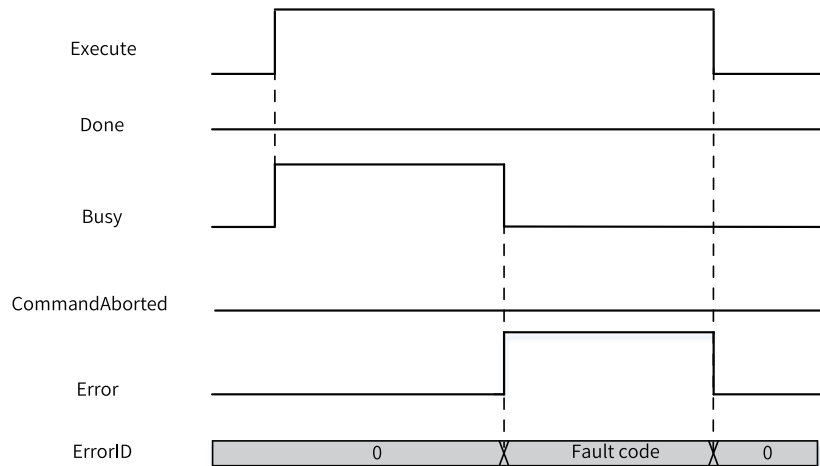 Execute
Done
Busy
CommandAborted
Error
ErrorID 0 Fault code 0